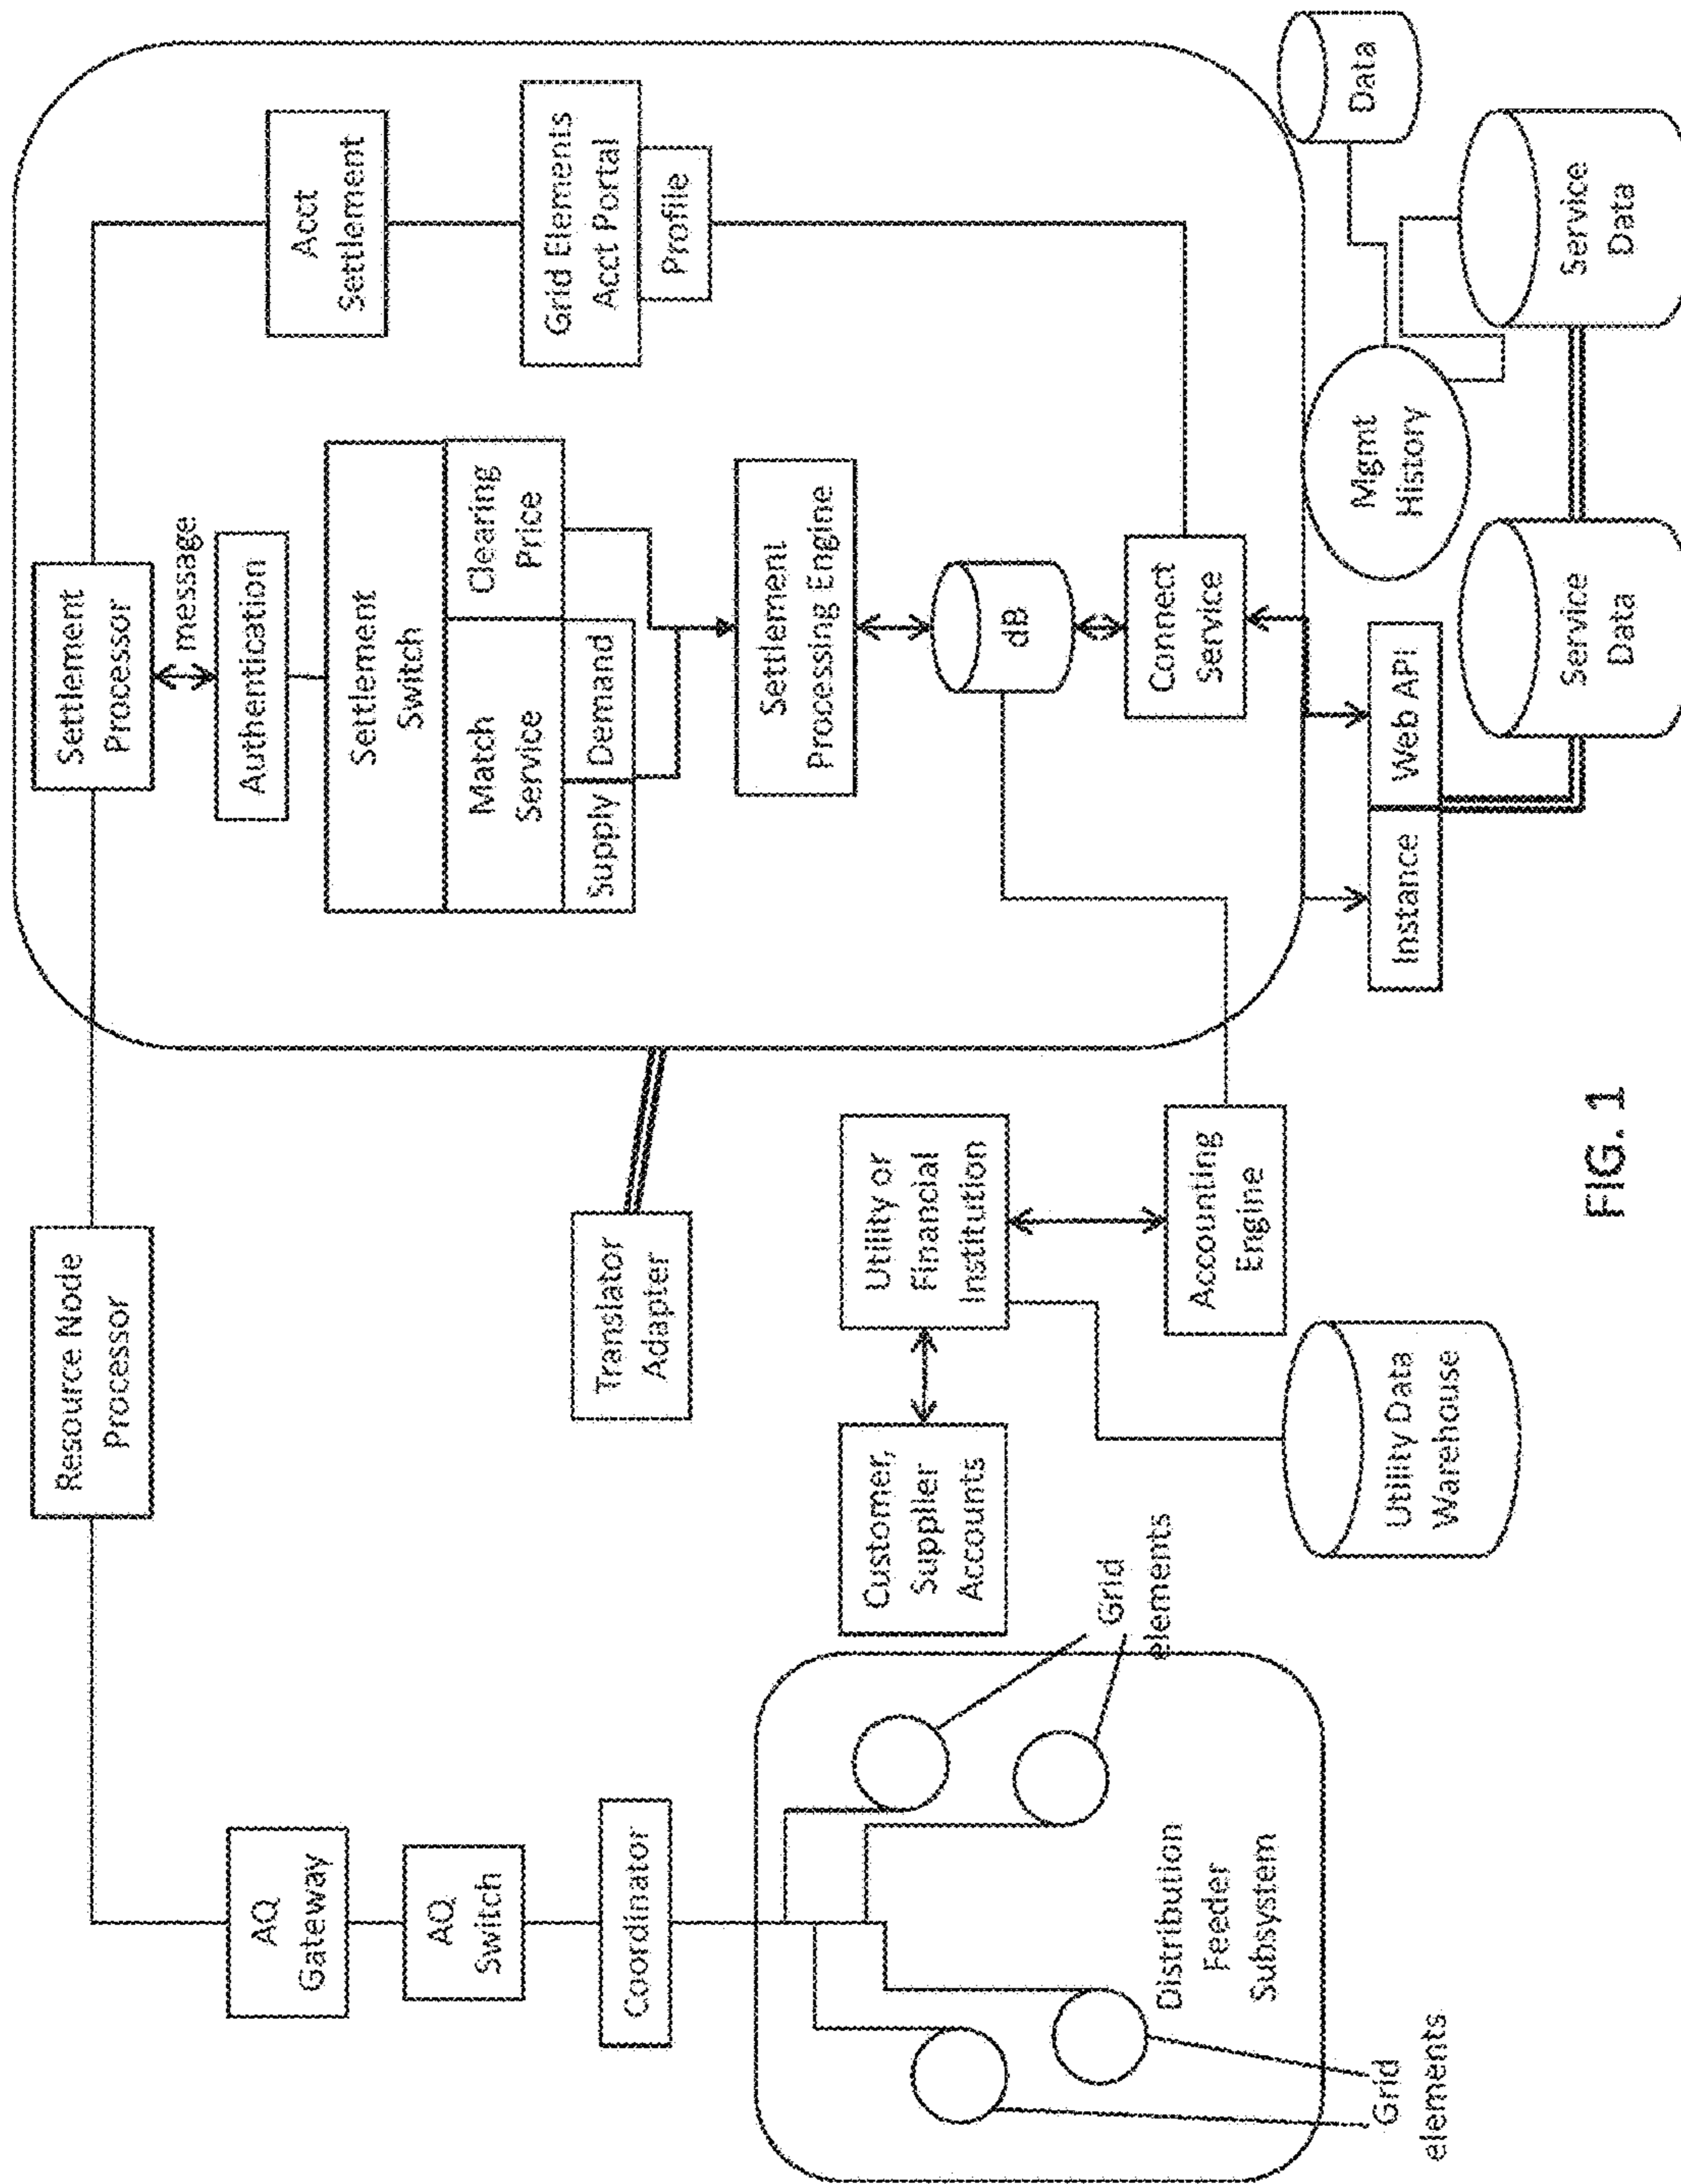 Resource Node
Processor
Settlement
Processor
message
AQ
Gateway
Authentication
Acct
Settlement
AQ
Switch
Settlement
Switch
Match
Service
Clearing
Price
Supply
Demand
Grid Elements
Acct Portal
Profile
Coordinator
Translator
Adapter
Settlement
Processing Engine
Customer,
Supplier
Accounts
Utility or
Financial
Institution
dB
Grid
elements
Distribution
Feeder
Subsystem
Accounting
Engine
Connect
Service
Grid
elements
Utility Data
Warehouse
Instance
Web API
Mgmt
History
Data
Service
Data
Service
Data
FIG. 1